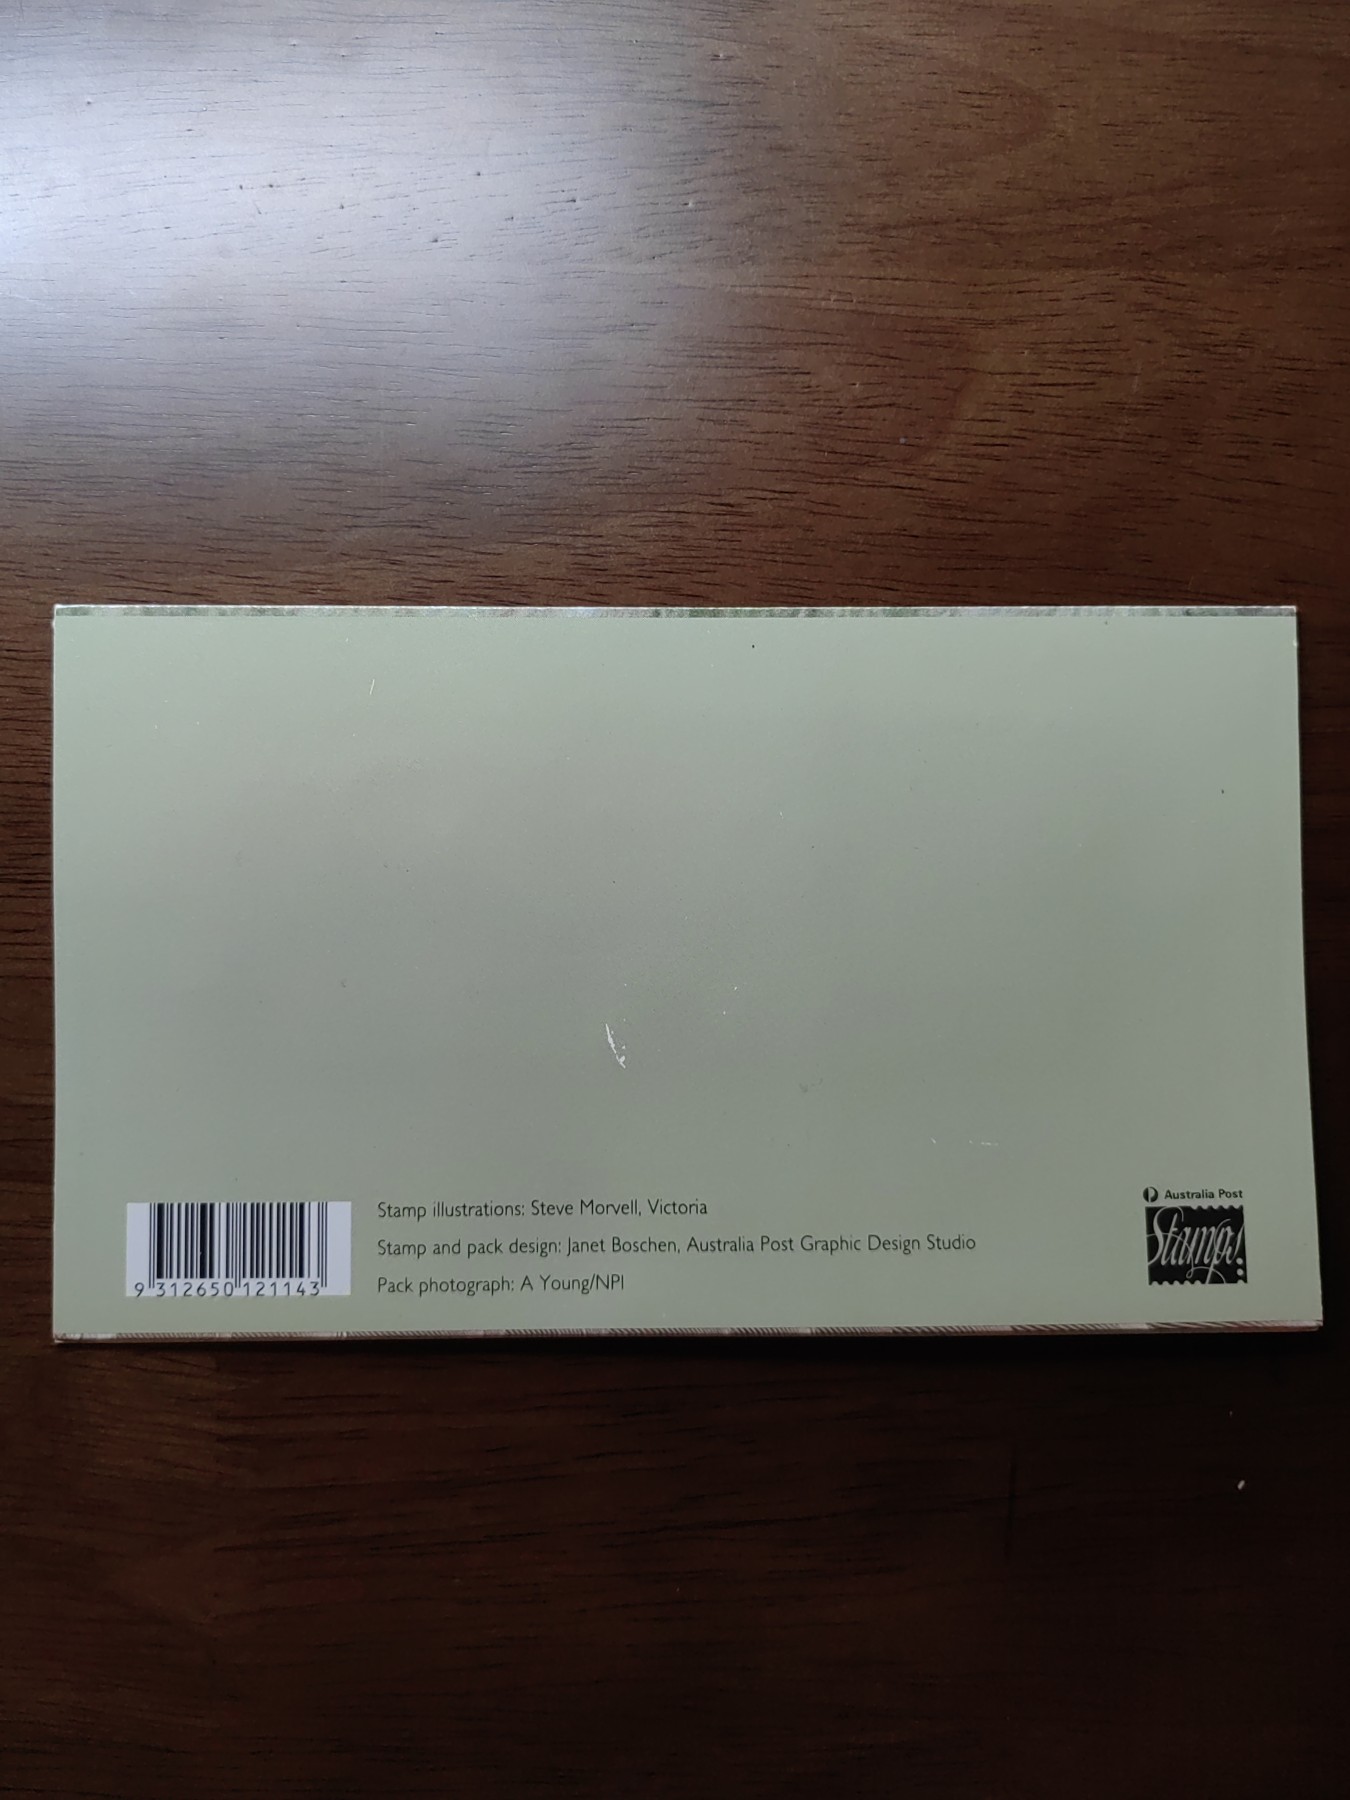 Stamp illustrations: Steve Morvell, Victoria
Stamp and pack design: Janet Boschen, Australia Post Graphic Design Studio
Pack photograph: A Young/NPI
9 312650 121143
Australia Post
Stamps!